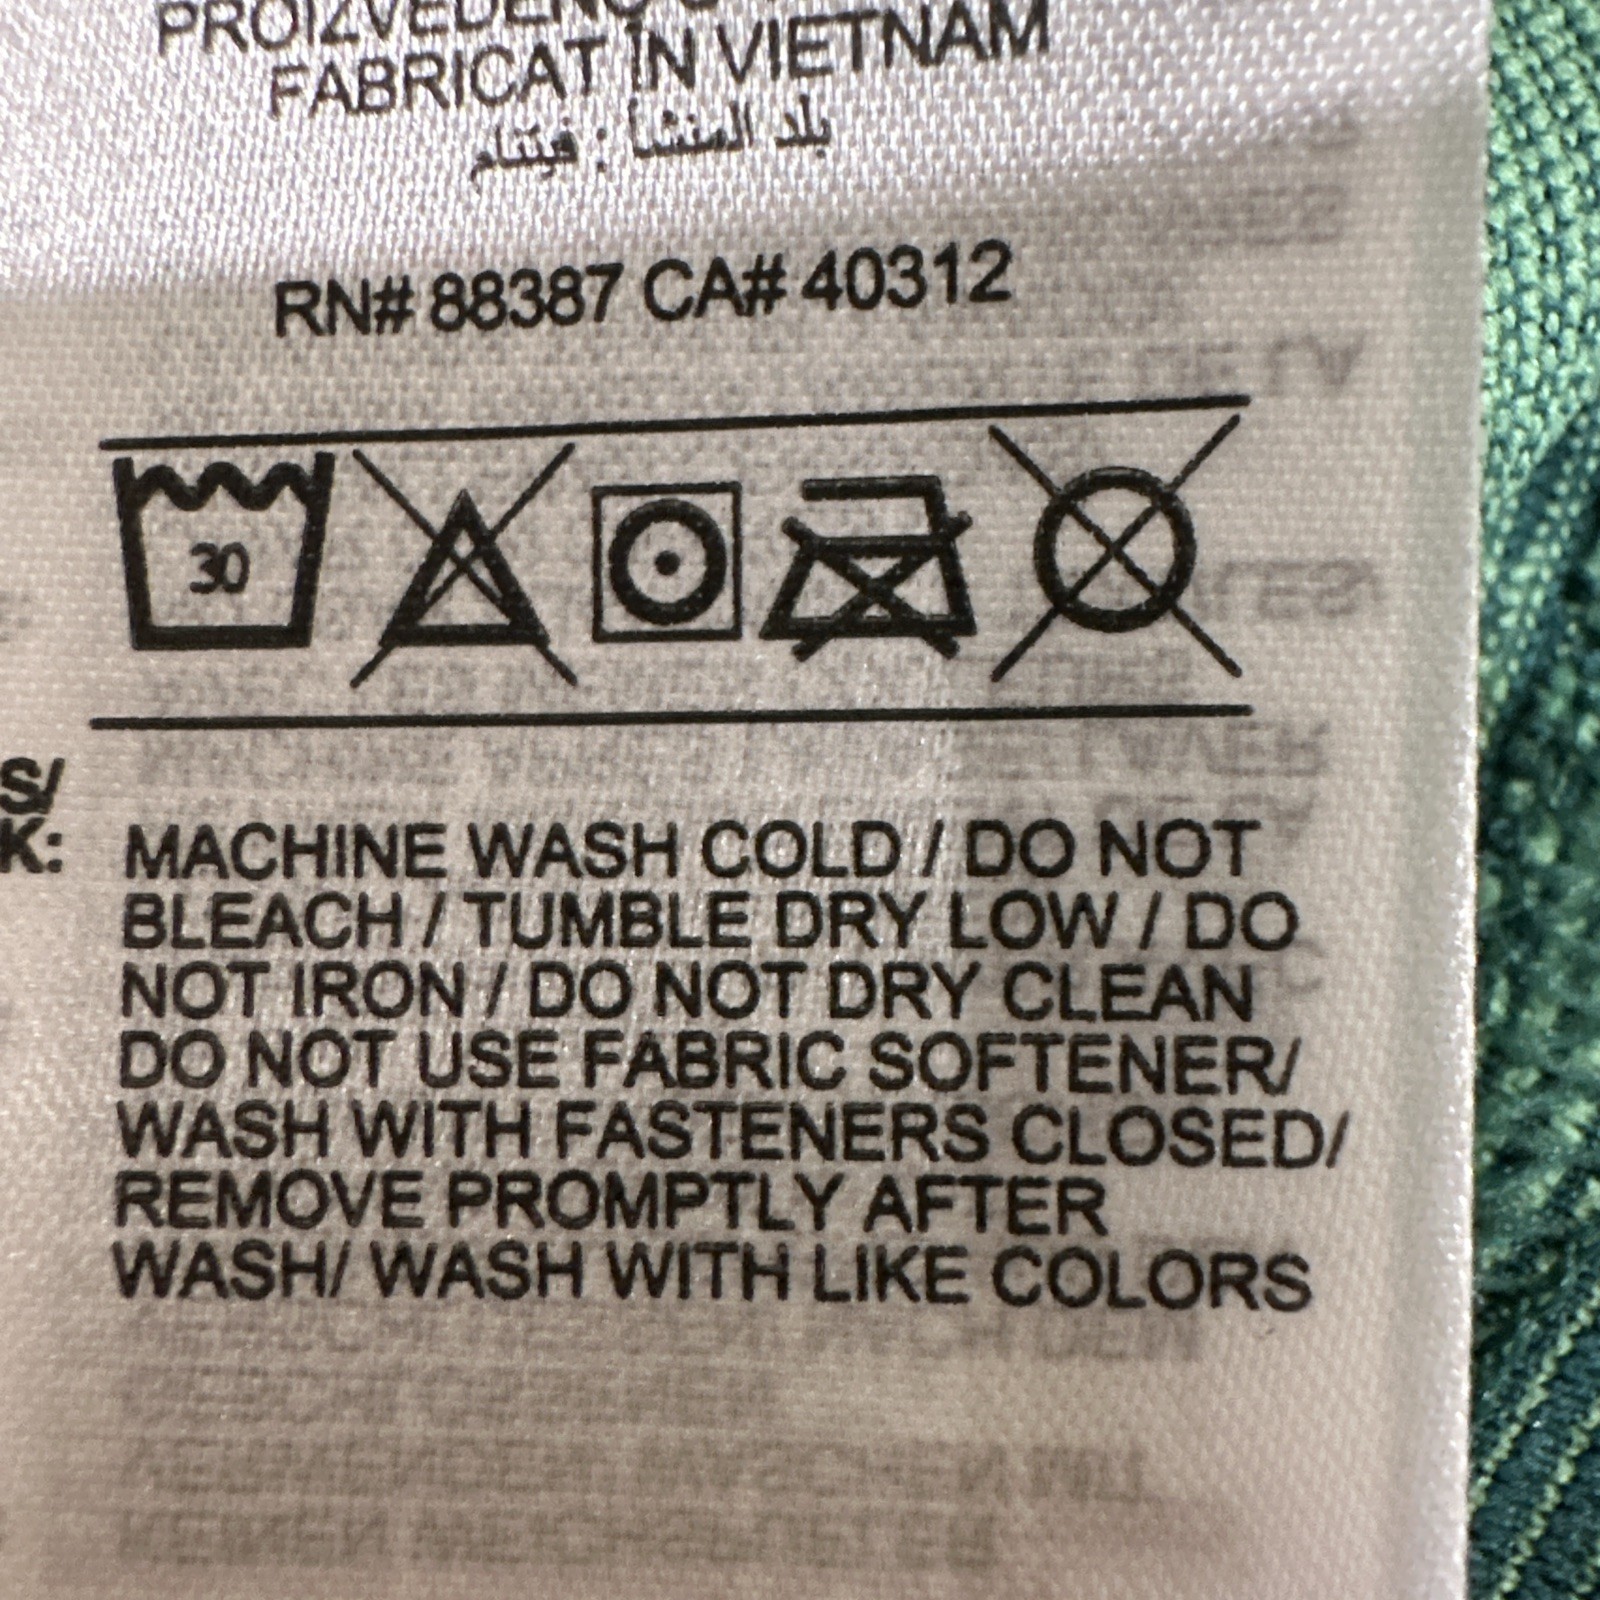 PROIZVEDENO
FABRICAT ÎN VIETNAM
بلد المنشأ : فيتنام
RN# 88387 CA# 40312
30
S/
K:
MACHINE WASH COLD / DO NOT
BLEACH / TUMBLE DRY LOW / DO
NOT IRON / DO NOT DRY CLEAN
DO NOT USE FABRIC SOFTENER/
WASH WITH FASTENERS CLOSED/
REMOVE PROMPTLY AFTER
WASH/ WASH WITH LIKE COLORS